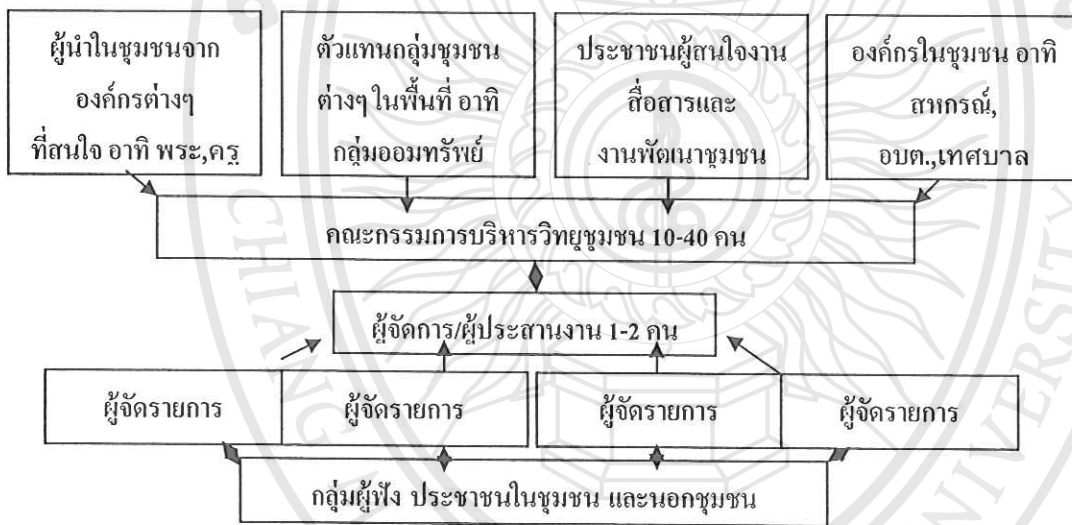 ผู้นำในชุมชนจาก
องค์กรต่างๆ
ที่สนใจ อาทิ พระ,ครู
ตัวแทนกลุ่มชุมชน
ต่างๆ ในพื้นที่ อาทิ
กลุ่มออมทรัพย์
ประชาชนผู้สนใจงาน
สื่อสารและ
งานพัฒนาชุมชน
องค์กรในชุมชน อาทิ
สหกรณ์,
อบต.,เทศบาล
คณะกรรมการบริหารวิทยุชุมชน 10-40 คน
ผู้จัดการ/ผู้ประสานงาน 1-2 คน
ผู้จัดรายการ
ผู้จัดรายการ
ผู้จัดรายการ
ผู้จัดรายการ
กลุ่มผู้ฟัง ประชาชนในชุมชน และนอกชุมชน
CHIANG
UNIVERSITY